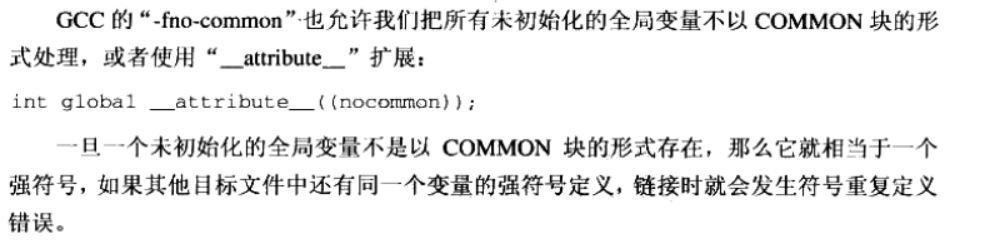 GCC 的“-fno-common”也允许我们把所有未初始化的全局变量不以 COMMON 块的形
式处理，或者使用“__attribute__”扩展：
int global __attribute__((nocommon));
一旦一个未初始化的全局变量不是以 COMMON 块的形式存在，那么它就相当于一个
强符号，如果其他目标文件中还有同一个变量的强符号定义，链接时就会发生符号重复定义
错误。